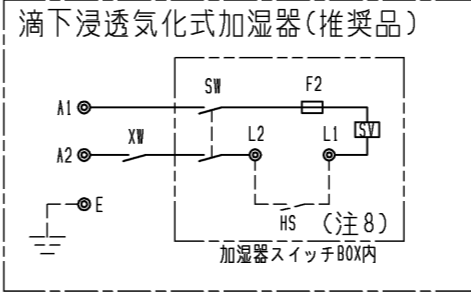 滴下浸透気化式加湿器(推奨品)
SW
F2
A1
SV
A2
XW
L2
L1
E
HS
(注8)
加湿器スイッチBOX内